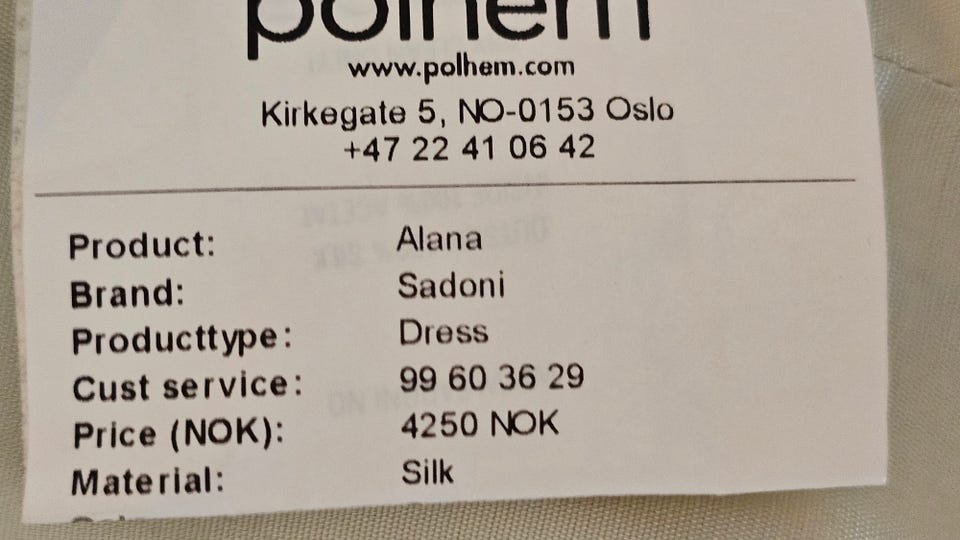 polhem
www.polhem.com
Kirkegate 5, NO-0153 Oslo
+47 22 41 06 42
Product: Alana
Brand: Sadoni
Producttype: Dress
Cust service: 99 60 36 29
Price (NOK): 4250 NOK
Material: Silk